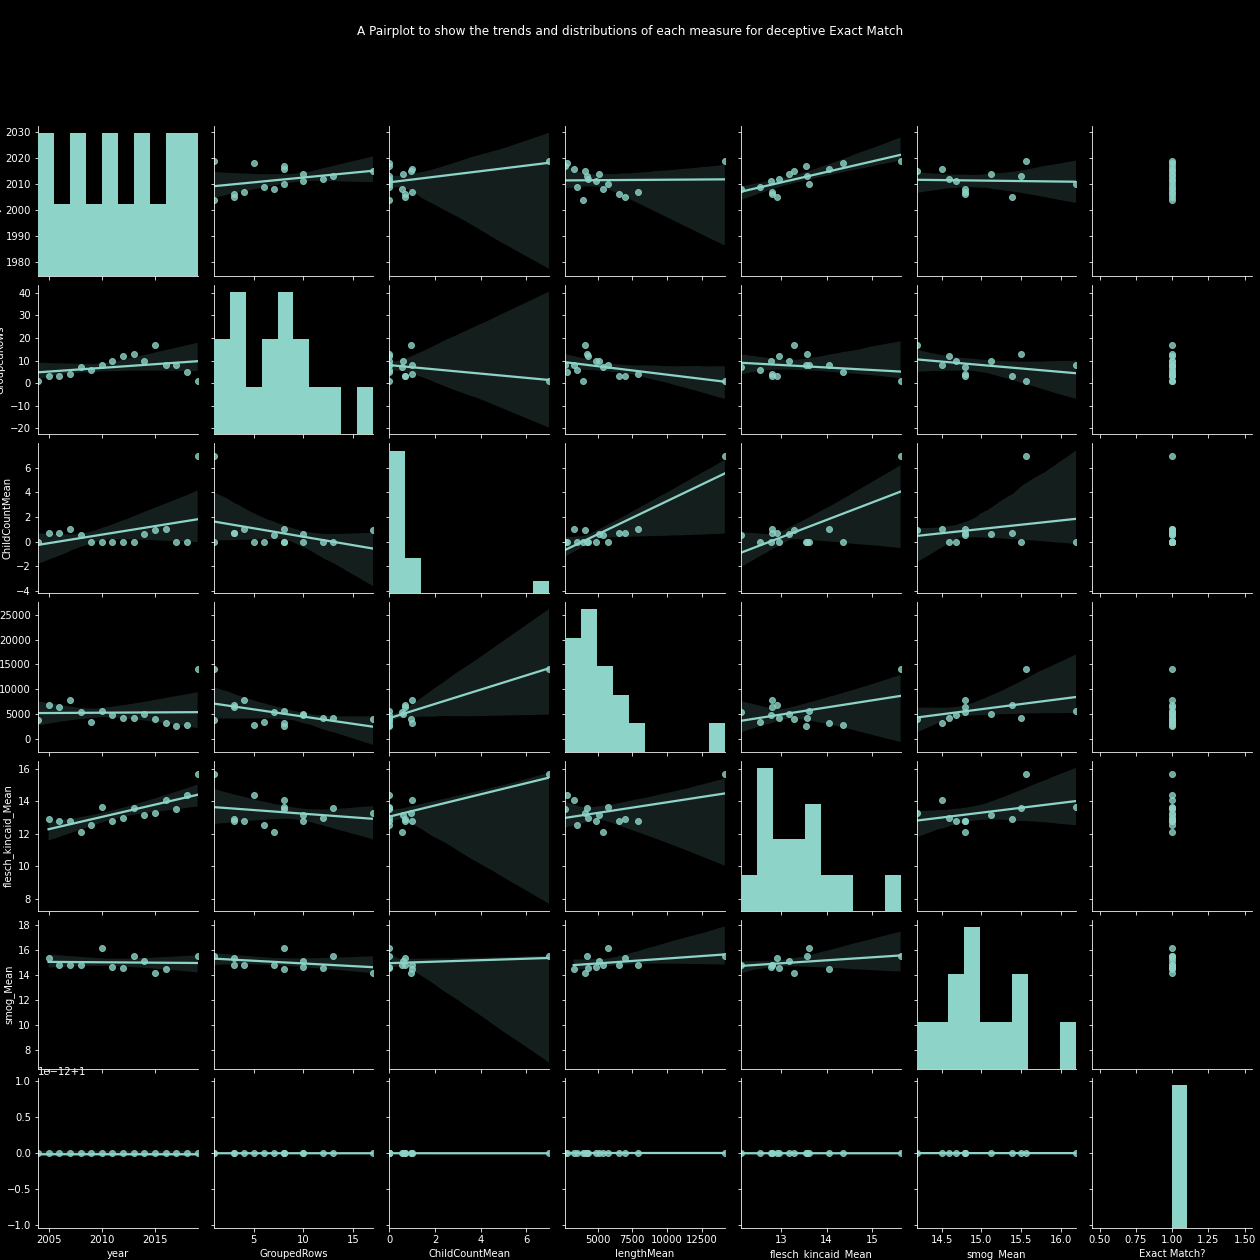 A Pairplot to show the trends and distributions of each measure for deceptive Exact Match
2030
2020
2010
2000
1990
1980
40
30
20
10
0
−10
−20
GroupedRows
6
4
2
0
−2
−4
ChildCountMean
25000
20000
15000
10000
5000
0
16
14
12
10
8
flesch_kincaid_Mean
18
16
14
12
10
8
smog_Mean
1e−12+1
1.0
0.5
0.0
−0.5
−1.0
2005 2010 2015
year
5 10 15
GroupedRows
0 2 4 6
ChildCountMean
5000 7500 10000 12500
lengthMean
13 14 15
flesch_kincaid_Mean
14.5 15.0 15.5 16.0
smog_Mean
0.50 0.75 1.00 1.25 1.50
Exact Match?